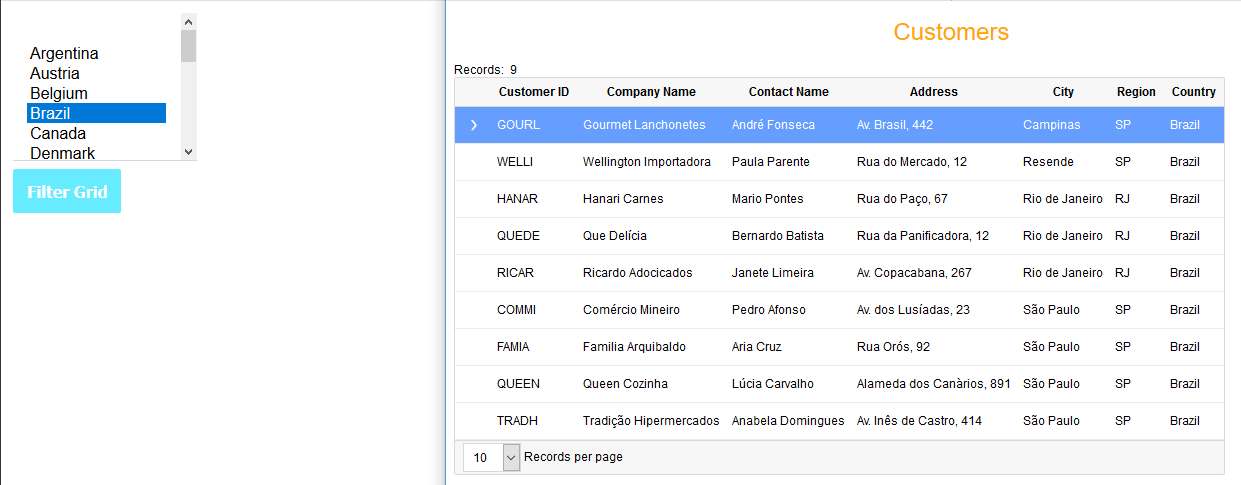 Argentina
Austria
Belgium
Brazil
Canada
Denmark
Filter Grid
Customers
Records: 9
Customer ID Company Name Contact Name Address City Region Country
GOURL Gourmet Lanchonetes André Fonseca Av. Brasil, 442 Campinas SP Brazil
WELLI Wellington Importadora Paula Parente Rua do Mercado, 12 Resende SP Brazil
HANAR Hanari Carnes Mario Pontes Rua do Paço, 67 Rio de Janeiro RJ Brazil
QUEDE Que Delícia Bernardo Batista Rua da Panificadora, 12 Rio de Janeiro RJ Brazil
RICAR Ricardo Adocicados Janete Limeira Av. Copacabana, 267 Rio de Janeiro RJ Brazil
COMMI Comércio Mineiro Pedro Afonso Av. dos Lusíadas, 23 São Paulo SP Brazil
FAMIA Familia Arquibaldo Aria Cruz Rua Orós, 92 São Paulo SP Brazil
QUEEN Queen Cozinha Lúcia Carvalho Alameda dos Canàrios, 891 São Paulo SP Brazil
TRADH Tradição Hipermercados Anabela Domingues Av. Inês de Castro, 414 São Paulo SP Brazil
10 Records per page